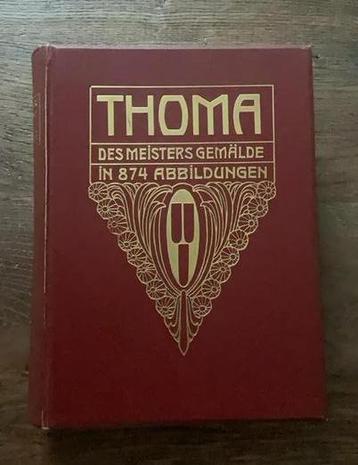 THOMA
DES MEISTERS GEMÄLDE
IN 874 ABBILDUNGEN